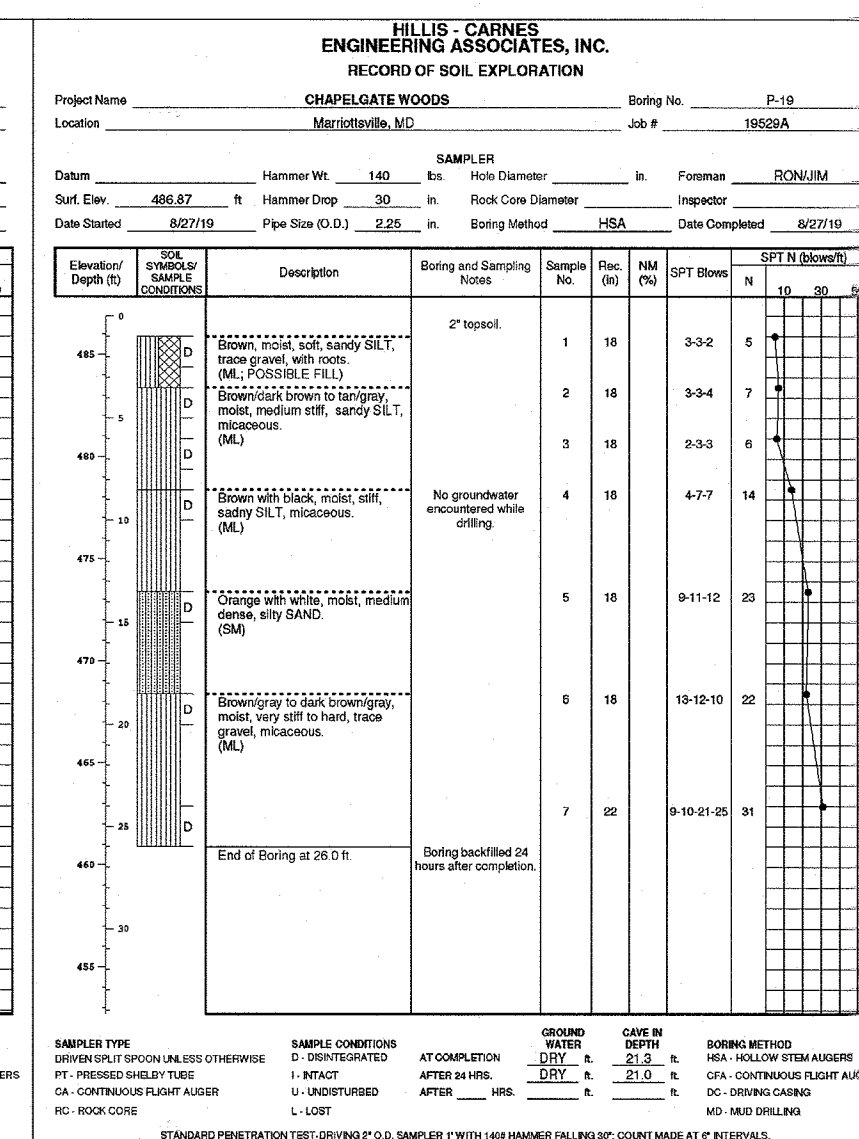 HILLIS - CARNES
ENGINEERING ASSOCIATES, INC.
RECORD OF SOIL EXPLORATION
Project Name CHAPELGATE WOODS Boring No. P-19
Location Marriottsville, MD Job # 19529A
SAMPLER
Datum Hammer Wt. 140 lbs. Hole Diameter in. Foreman RON/JIM
Surf. Elev. 486.87 ft Hammer Drop 30 in. Rock Core Diameter Inspector
Date Started 8/27/19 Pipe Size (O.D.) 2.25 in. Boring Method HSA Date Completed 8/27/19
Elevation/ Depth (ft) SOIL SYMBOLS/ SAMPLE CONDITIONS Description Boring and Sampling Notes Sample No. Rec. (in) NM (%) SPT Blows N SPT N (blows/ft)
10 30
0
2" topsoil.
485 D Brown, moist, soft, sandy SILT, 1 18 3-3-2 5
trace gravel, with roots.
(ML; POSSIBLE FILL)
D Brown/dark brown to tan/gray, 2 18 3-3-4 7
moist, medium stiff, sandy SILT,
5 micaceous.
(ML)
480 D 3 18 2-3-3 6
D Brown with black, moist, stiff, No groundwater 4 18 4-7-7 14
sadny SILT, micaceous. encountered while
10 (ML) drilling.
475
D Orange with white, moist, medium 5 18 9-11-12 23
dense, silty SAND.
15 (SM)
470
D Brown/gray to dark brown/gray, 6 18 13-12-10 22
moist, very stiff to hard, trace
20 gravel, micaceous.
(ML)
465
7 22 9-10-21-25 31
25 D
End of Boring at 26.0 ft. Boring backfilled 24
460 hours after completion.
30
455
GROUND WATER CAVE IN DEPTH
SAMPLER TYPE SAMPLE CONDITIONS BORING METHOD
DRIVEN SPLIT SPOON UNLESS OTHERWISE D - DISINTEGRATED AT COMPLETION DRY ft. 21.3 ft. HSA - HOLLOW STEM AUGERS
ERS PT - PRESSED SHELBY TUBE I - INTACT AFTER 24 HRS. DRY ft. 21.0 ft. CFA - CONTINUOUS FLIGHT AU
CA - CONTINUOUS FLIGHT AUGER U - UNDISTURBED AFTER HRS. ft. ft. DC - DRIVING CASING
RC - ROCK CORE L - LOST MD - MUD DRILLING
STANDARD PENETRATION TEST-DRIVING 2" O.D. SAMPLER 1' WITH 140# HAMMER FALLING 30"; COUNT MADE AT 6" INTERVALS.